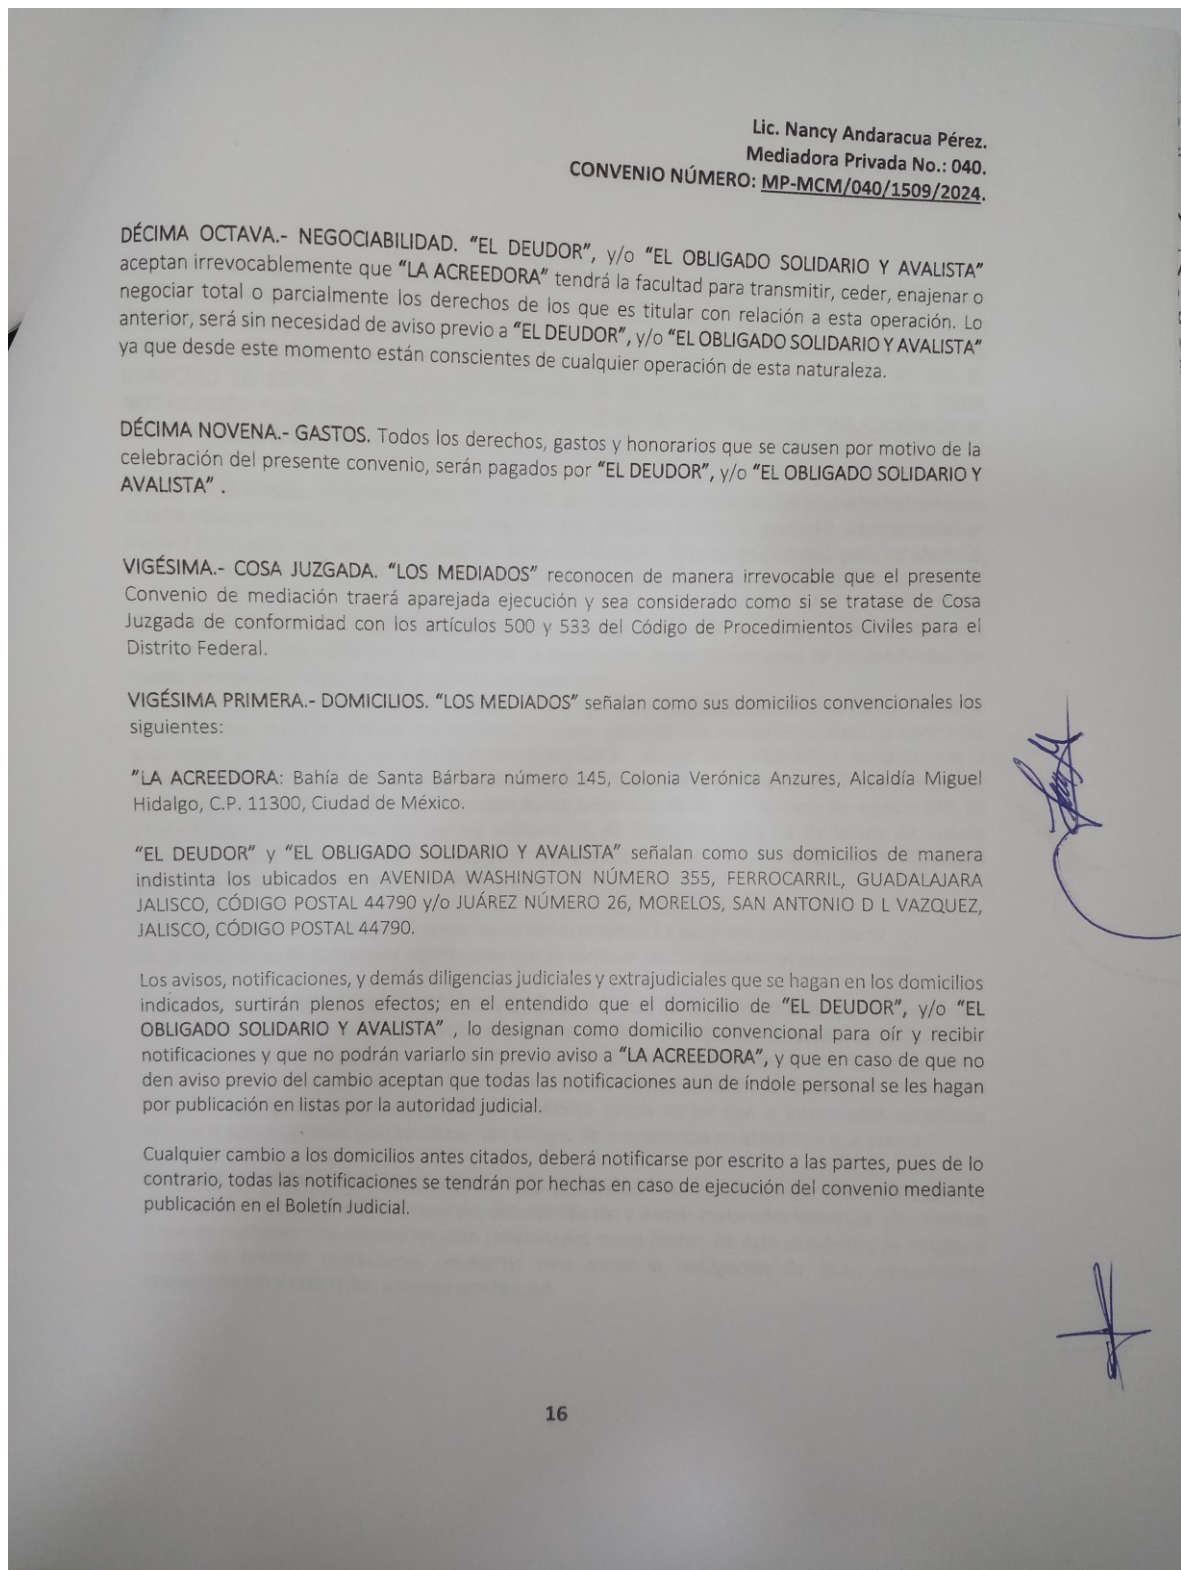 Lic. Nancy Andaracua Pérez.
Mediadora Privada No.: 040.
CONVENIO NÚMERO: MP-MCM/040/1509/2024.
DÉCIMA OCTAVA.- NEGOCIABILIDAD. "EL DEUDOR", y/o "EL OBLIGADO SOLIDARIO Y AVALISTA"
aceptan irrevocablemente que "LA ACREEDORA" tendrá la facultad para transmitir, ceder, enajenar o
negociar total o parcialmente los derechos de los que es titular con relación a esta operación. Lo
anterior, será sin necesidad de aviso previo a "EL DEUDOR", y/o "EL OBLIGADO SOLIDARIO Y AVALISTA"
ya que desde este momento están conscientes de cualquier operación de esta naturaleza.
DÉCIMA NOVENA.- GASTOS. Todos los derechos, gastos y honorarios que se causen por motivo de la
celebración del presente convenio, serán pagados por "EL DEUDOR", y/o "EL OBLIGADO SOLIDARIO Y
AVALISTA" .
VIGÉSIMA.- COSA JUZGADA. "LOS MEDIADOS" reconocen de manera irrevocable que el presente
Convenio de mediación traerá aparejada ejecución y sea considerado como si se tratase de Cosa
Juzgada de conformidad con los artículos 500 y 533 del Código de Procedimientos Civiles para el
Distrito Federal.
VIGÉSIMA PRIMERA.- DOMICILIOS. "LOS MEDIADOS" señalan como sus domicilios convencionales los
siguientes:
"LA ACREEDORA: Bahía de Santa Bárbara número 145, Colonia Verónica Anzures, Alcaldía Miguel
Hidalgo, C.P. 11300, Ciudad de México.
"EL DEUDOR" y "EL OBLIGADO SOLIDARIO Y AVALISTA" señalan como sus domicilios de manera
indistinta los ubicados en AVENIDA WASHINGTON NÚMERO 355, FERROCARRIL, GUADALAJARA
JALISCO, CÓDIGO POSTAL 44790 y/o JUÁREZ NÚMERO 26, MORELOS, SAN ANTONIO D L VAZQUEZ,
JALISCO, CÓDIGO POSTAL 44790.
Los avisos, notificaciones, y demás diligencias judiciales y extrajudiciales que se hagan en los domicilios
indicados, surtirán plenos efectos; en el entendido que el domicilio de "EL DEUDOR", y/o "EL
OBLIGADO SOLIDARIO Y AVALISTA" , lo designan como domicilio convencional para oír y recibir
notificaciones y que no podrán variarlo sin previo aviso a "LA ACREEDORA", y que en caso de que no
den aviso previo del cambio aceptan que todas las notificaciones aun de índole personal se les hagan
por publicación en listas por la autoridad judicial.
Cualquier cambio a los domicilios antes citados, deberá notificarse por escrito a las partes, pues de lo
contrario, todas las notificaciones se tendrán por hechas en caso de ejecución del convenio mediante
publicación en el Boletín Judicial.
16